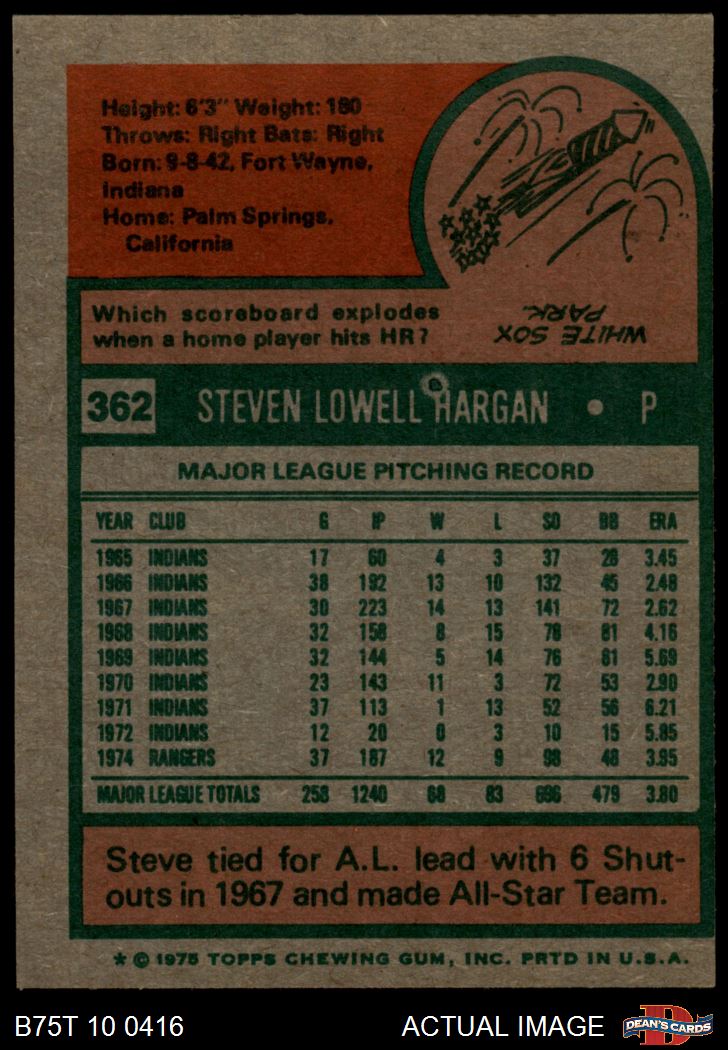 Height: 6'3" Weight: 180
Throws: Right Bats: Right
Born: 9-8-42, Fort Wayne,
Indiana
Home: Palm Springs,
California
Which scoreboard explodes
when a home player hits HR?
WHITE SOX
PARK.
362 STEVEN LOWELL HARGAN • P
MAJOR LEAGUE PITCHING RECORD
YEAR CLUB G IP W L SO BB ERA
1965 INDIANS 17 60 4 3 37 28 3.45
1966 INDIANS 38 192 13 10 132 45 2.48
1967 INDIANS 30 223 14 13 141 72 2.62
1968 INDIANS 32 158 8 15 78 81 4.16
1969 INDIANS 32 144 5 14 76 81 5.69
1970 INDIANS 23 143 11 3 72 53 2.90
1971 INDIANS 37 113 1 13 52 56 6.21
1972 INDIANS 12 20 0 3 10 15 5.85
1974 RANGERS 37 187 12 9 98 48 3.95
MAJOR LEAGUE TOTALS 258 1240 68 83 696 479 3.80
Steve tied for A.L. lead with 6 Shut-
outs in 1967 and made All-Star Team.
* © 1975 TOPPS CHEWING GUM, INC. PRTD IN U.S.A.
B75T 10 0416 ACTUAL IMAGE
DEAN'S CARDS